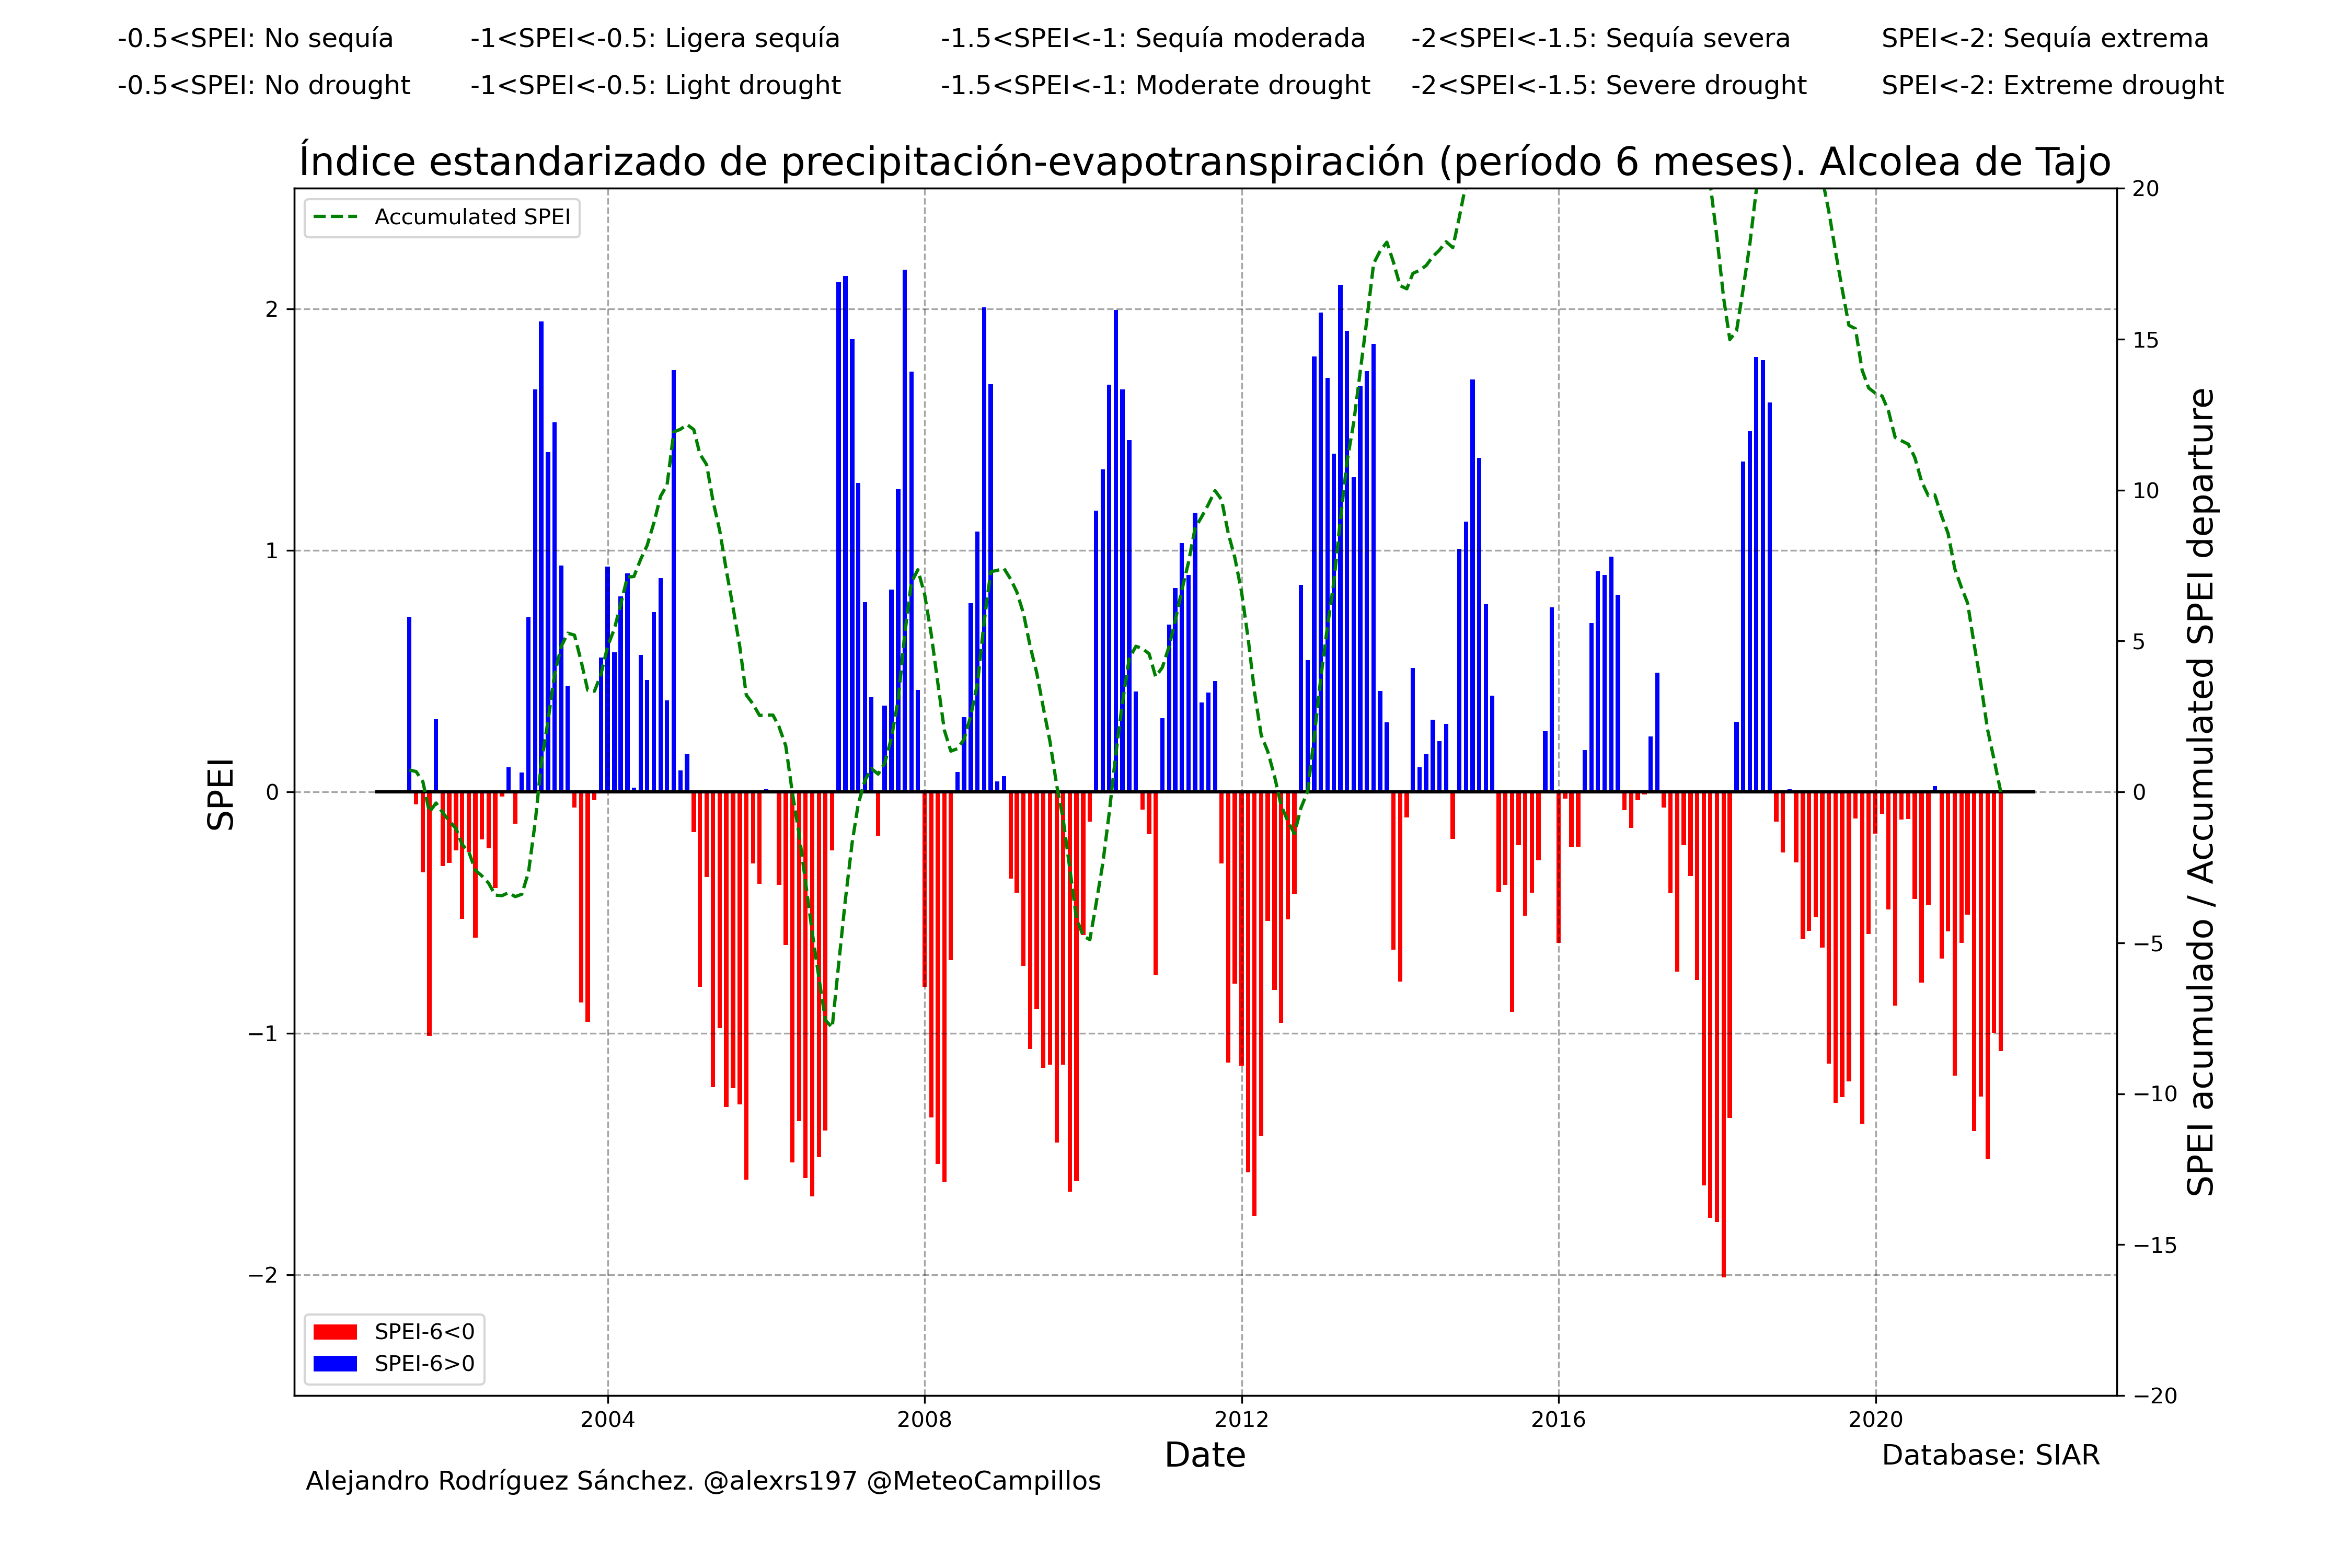 -0.5<SPEI: No sequía -1<SPEI<-0.5: Ligera sequía -1.5<SPEI<-1: Sequía moderada -2<SPEI<-1.5: Sequía severa SPEI<-2: Sequía extrema
-0.5<SPEI: No drought -1<SPEI<-0.5: Light drought -1.5<SPEI<-1: Moderate drought -2<SPEI<-1.5: Severe drought SPEI<-2: Extreme drought
Índice estandarizado de precipitación-evapotranspiración (período 6 meses). Alcolea de Tajo
Accumulated SPEI
SPEI
2
1
0
−1
−2
20
15
10
5
0
−5
−10
−15
−20
SPEI acumulado / Accumulated SPEI departure
SPEI-6<0
SPEI-6>0
2004 2008 2012 2016 2020
Date
Database: SIAR
Alejandro Rodríguez Sánchez. @alexrs197 @MeteoCampillos